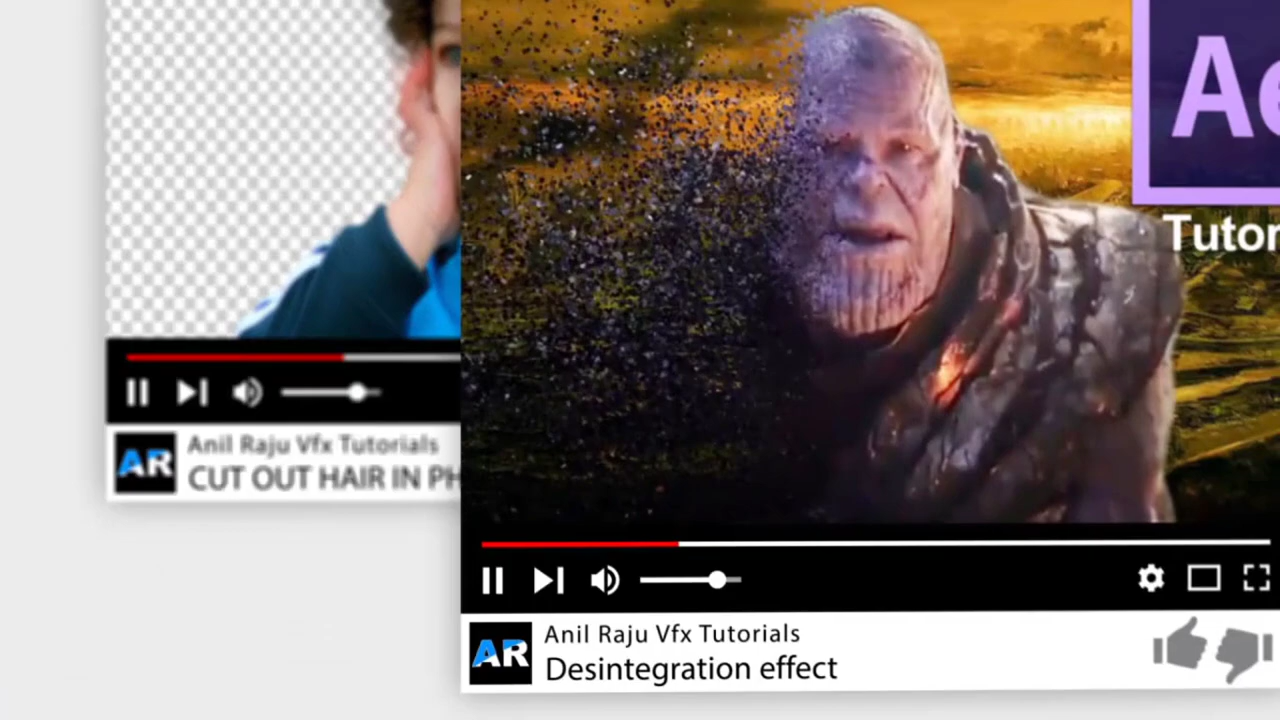 Ae
Tutor
AR
Anil Raju Vfx Tutorials
CUT OUT HAIR IN PH
AR
Anil Raju Vfx Tutorials
Desintegration effect